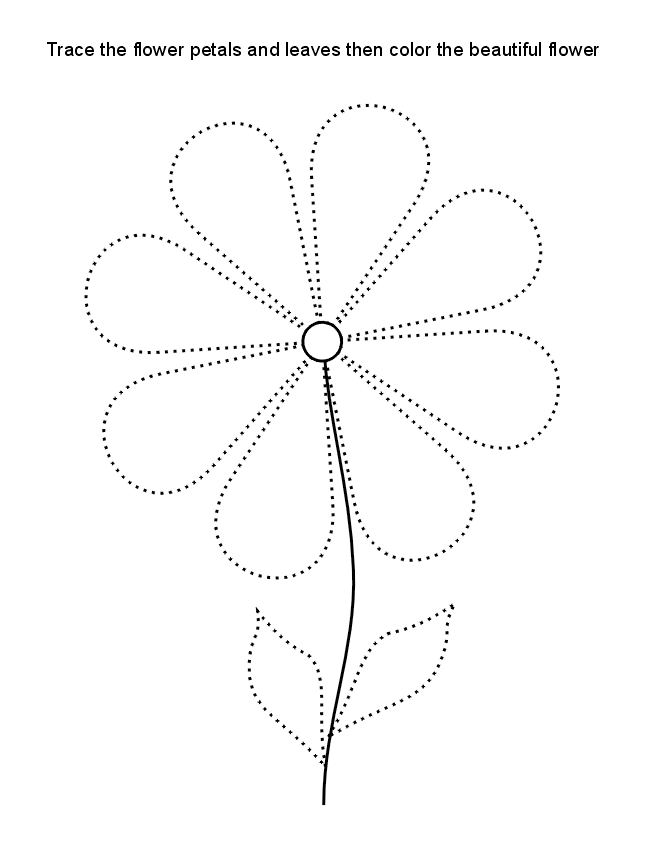 Trace the flower petals and leaves then color the beautiful flower